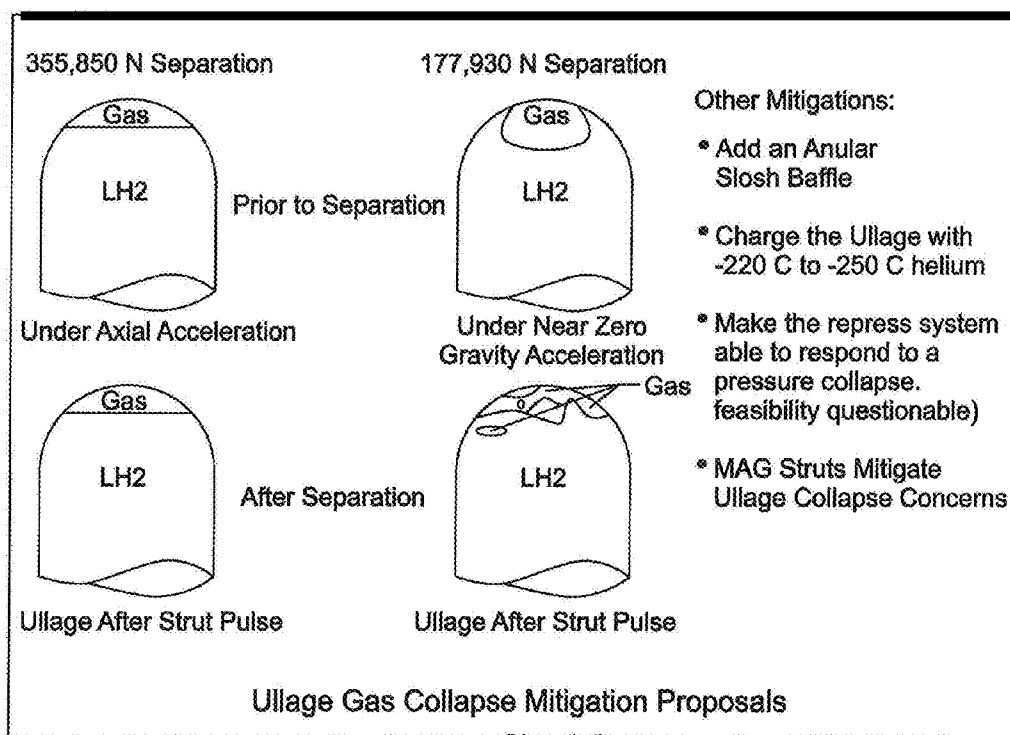 355,850 N Separation
177,930 N Separation
Gas
LH2
Gas
LH2
Prior to Separation
Under Axial Acceleration
Under Near Zero
Gravity Acceleration
Gas
LH2
Gas
LH2
After Separation
Ullage After Strut Pulse
Ullage After Strut Pulse
Other Mitigations:
• Add an Anular
Slosh Baffle
• Charge the Ullage with
-220 C to -250 C helium
• Make the repress system
able to respond to a
pressure collapse.
feasibility questionable)
• MAG Struts Mitigate
Ullage Collapse Concerns
Ullage Gas Collapse Mitigation Proposals